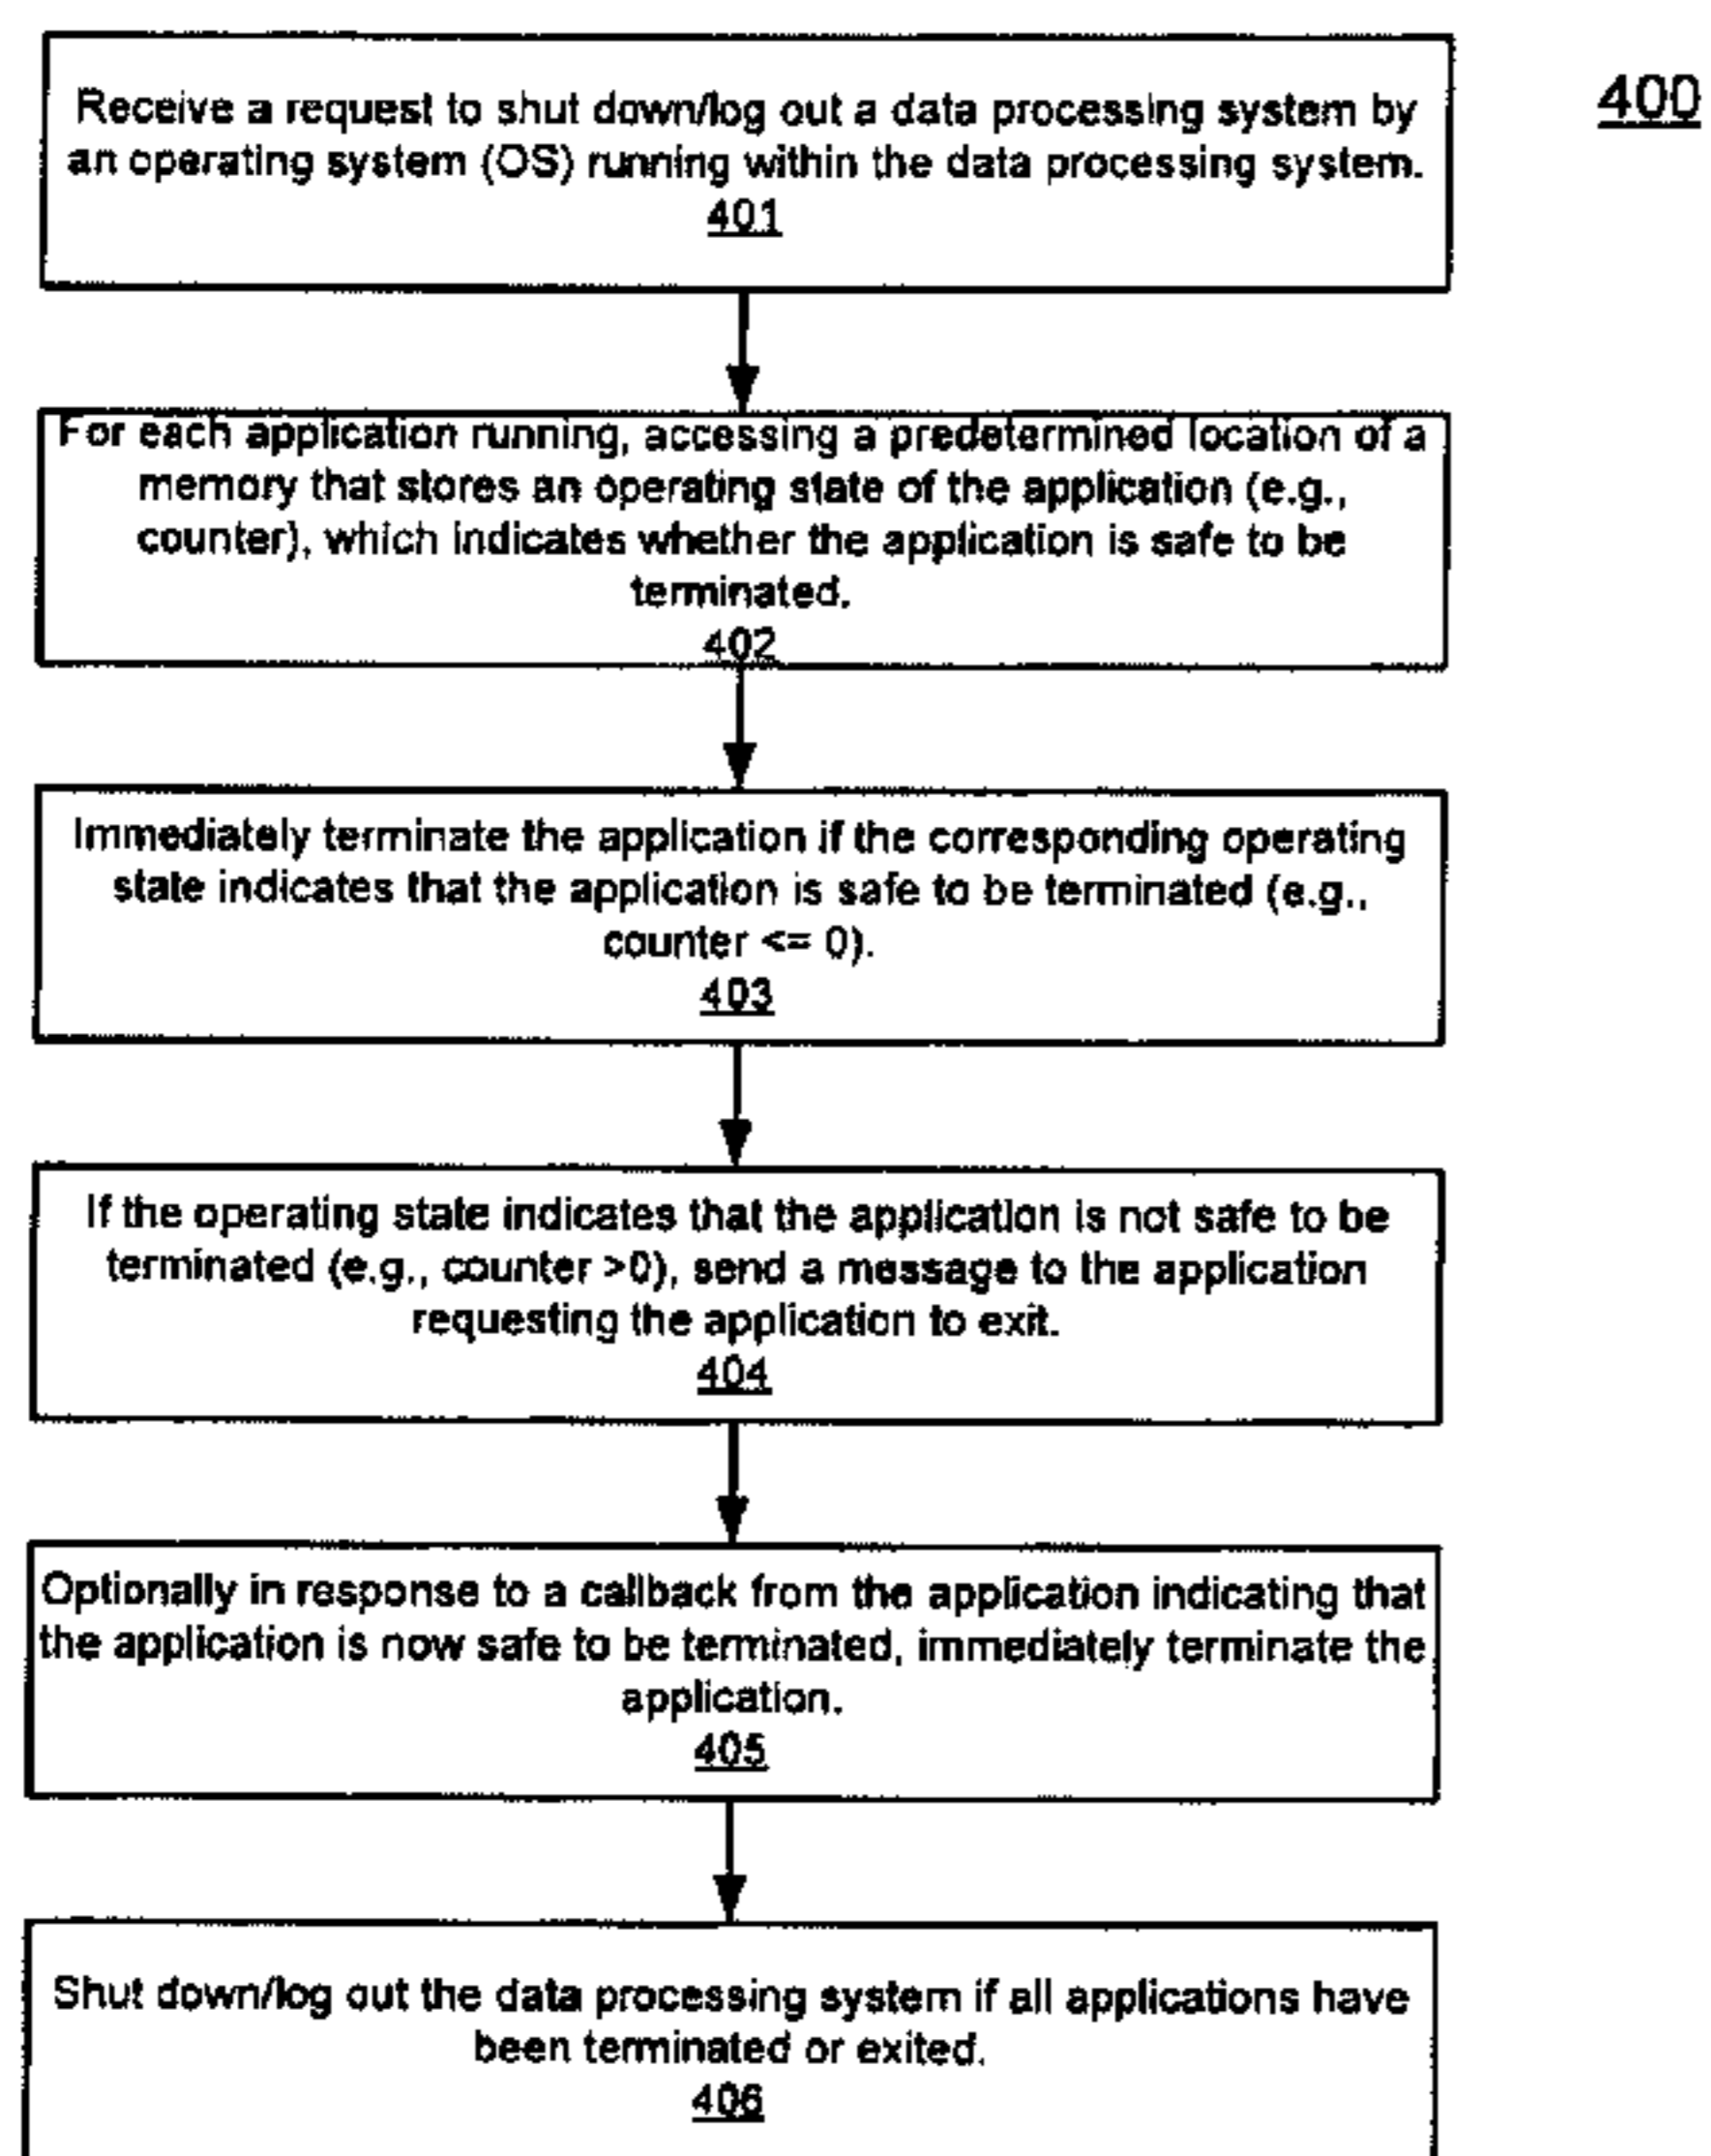 400
Receive a request to shut down/log out a data processing system by
an operating system (OS) running within the data processing system.
401
For each application running, accessing a predetermined location of a
memory that stores an operating state of the application (e.g.,
counter), which indicates whether the application is safe to be
terminated.
402
Immediately terminate the application if the corresponding operating
state indicates that the application is safe to be terminated (e.g.,
counter <= 0).
403
If the operating state indicates that the application is not safe to be
terminated (e.g., counter >0), send a message to the application
requesting the application to exit.
404
Optionally in response to a callback from the application indicating that
the application is now safe to be terminated, immediately terminate the
application.
405
Shut down/log out the data processing system if all applications have
been terminated or exited.
406